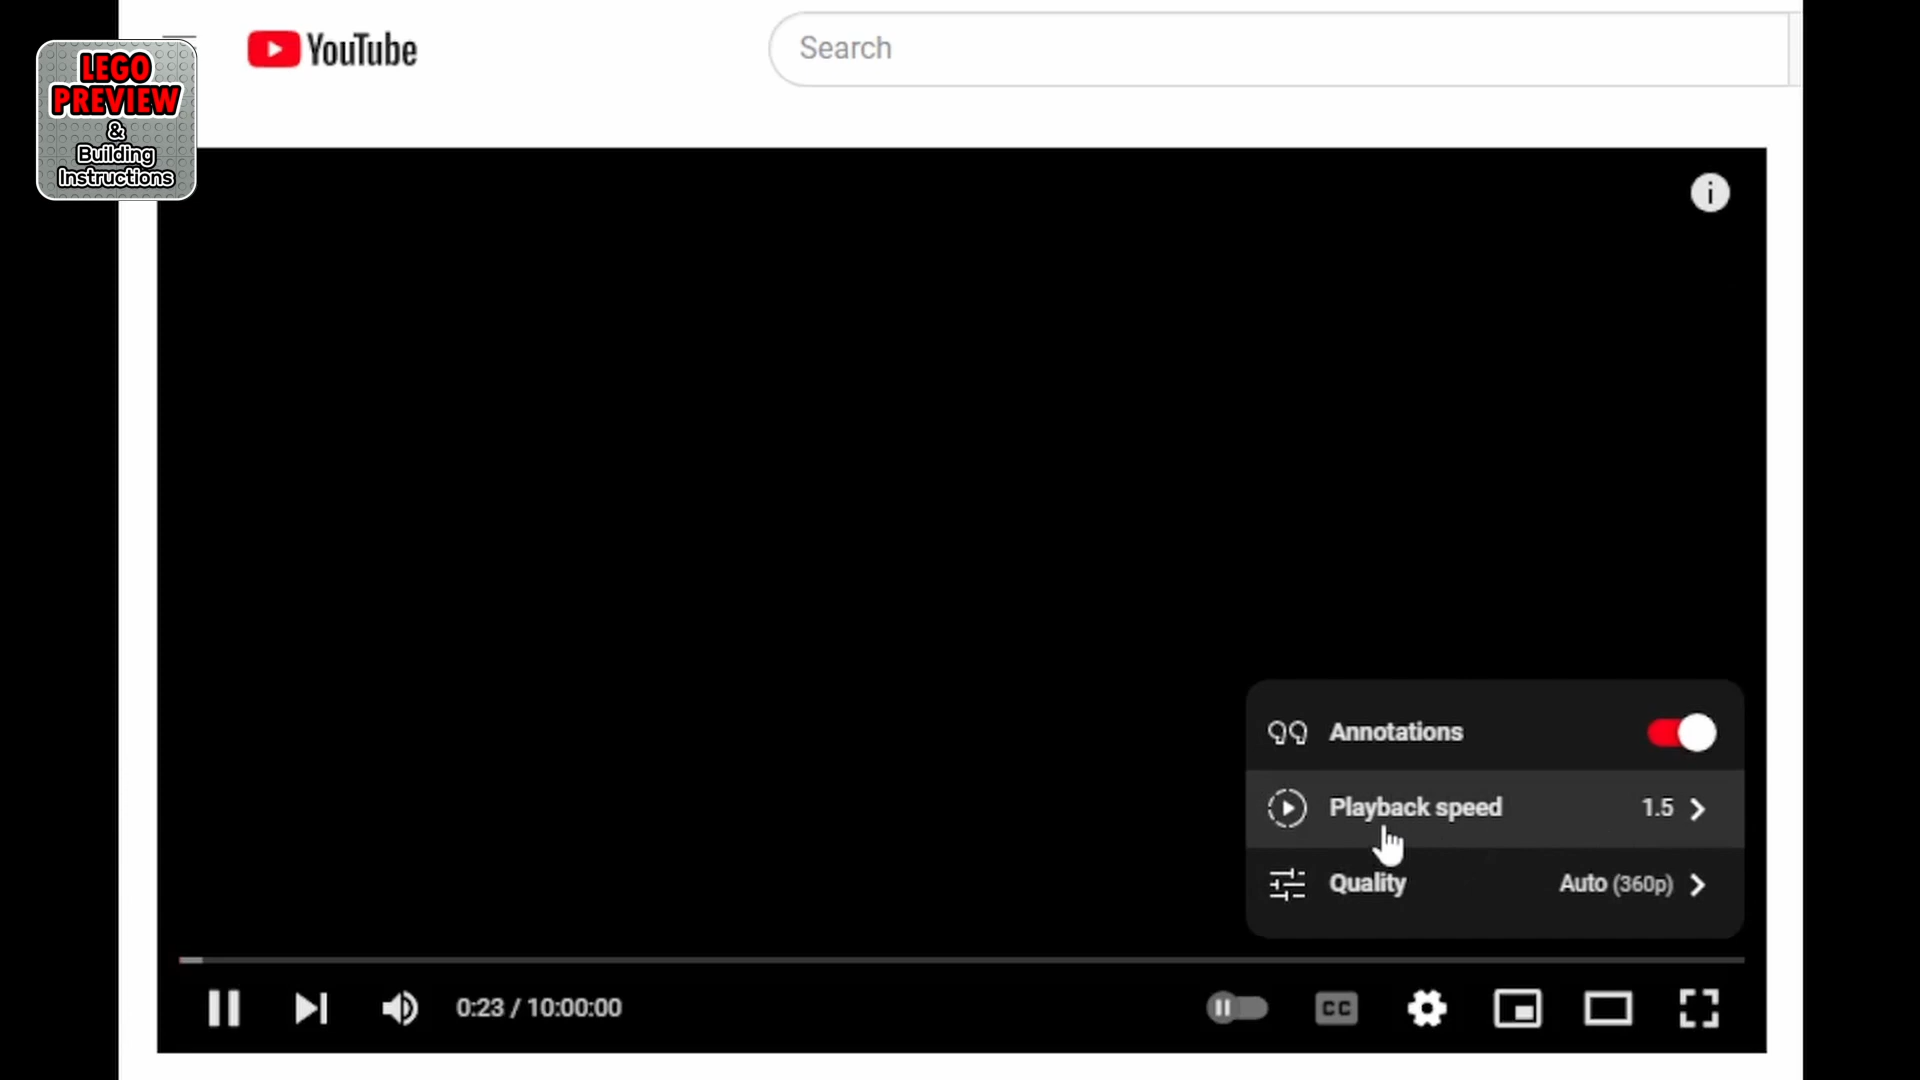 LEGO
PREVIEW
&
Building
Instructions
YouTube
Search
i
Annotations
Playback speed 1.5
Quality Auto (360p)
0:23 / 10:00:00
CC